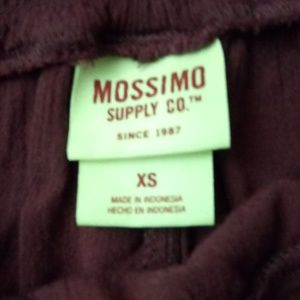 MOSSIMO
SUPPLY CO.™
SINCE 1987
XS
MADE IN INDONESIA
HECHO EN INDONESIA